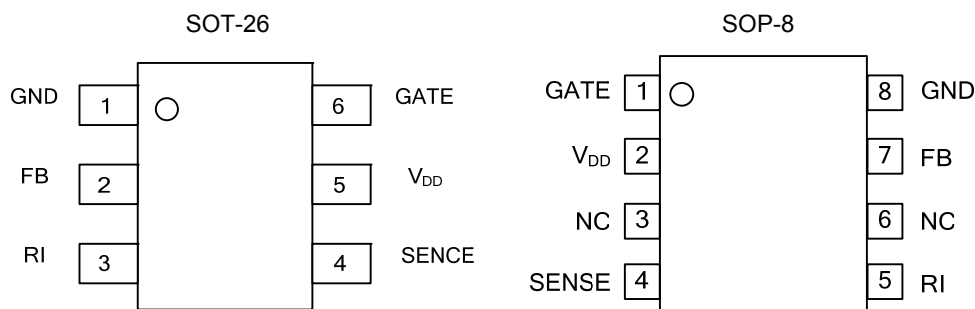 SOT-26
GND 1 6 GATE
FB 2 5 VDD
RI 3 4 SENCE
SOP-8
GATE 1 8 GND
VDD 2 7 FB
NC 3 6 NC
SENSE 4 5 RI